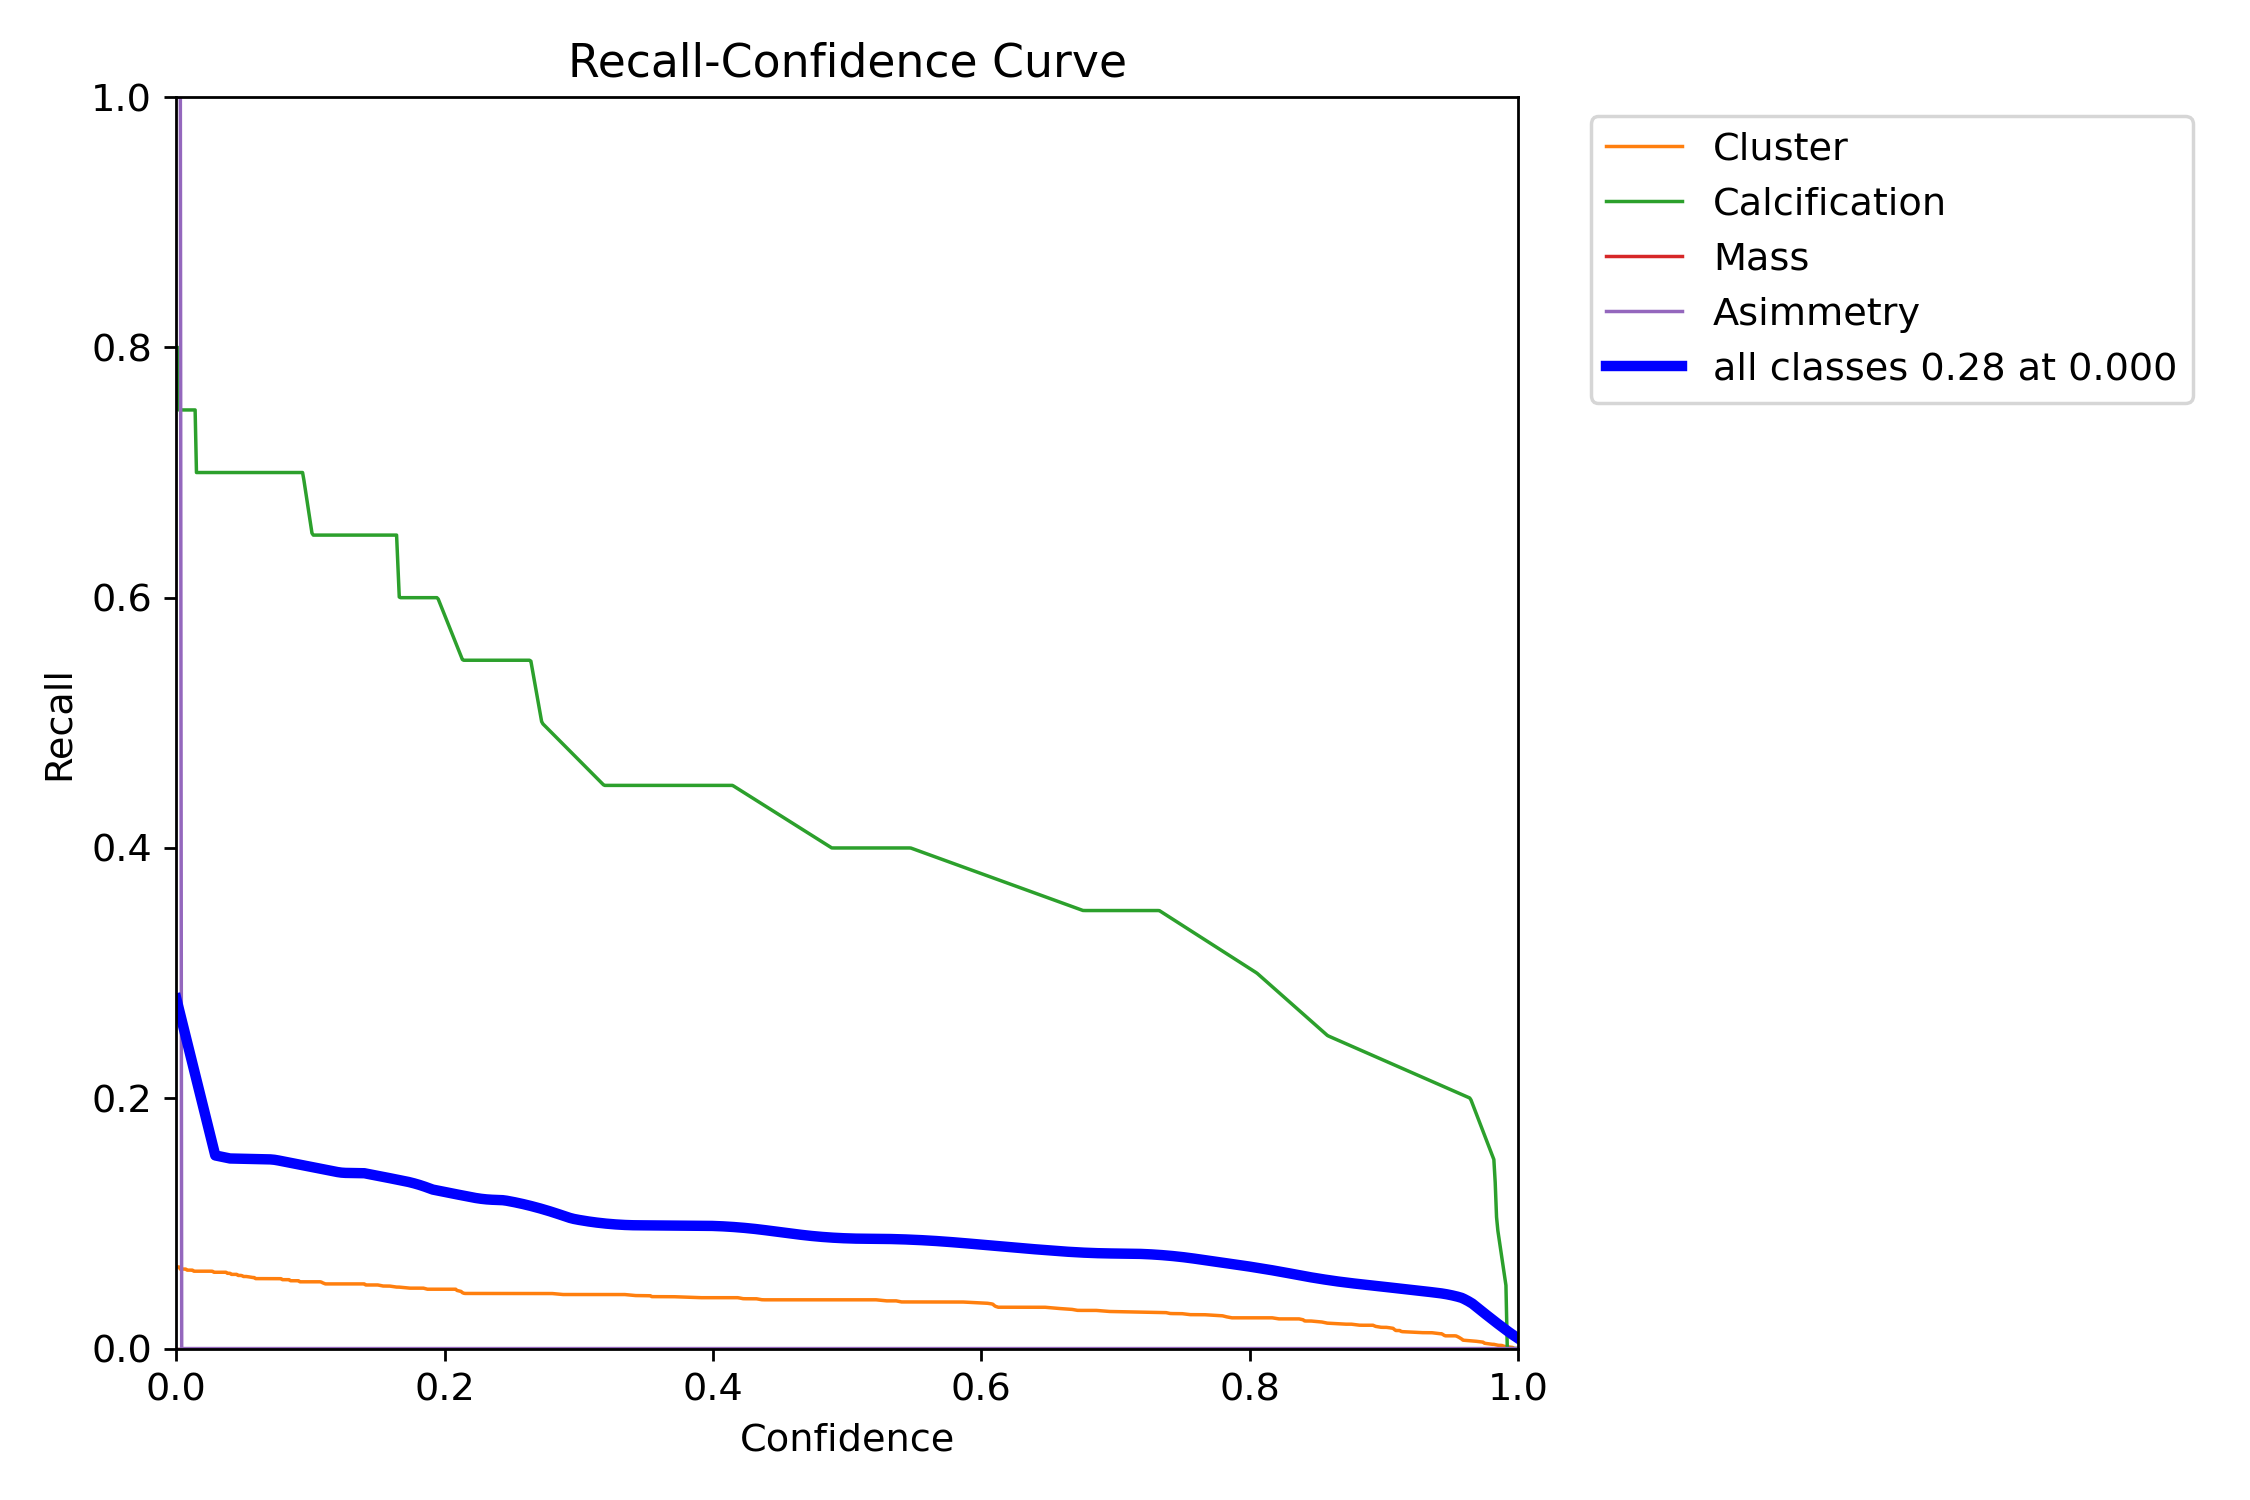 Recall-Confidence Curve
1.0
0.8
0.6
0.4
0.2
0.0
Recall
0.0 0.2 0.4 0.6 0.8 1.0
Confidence
Cluster
Calcification
Mass
Asimmetry
all classes 0.28 at 0.000